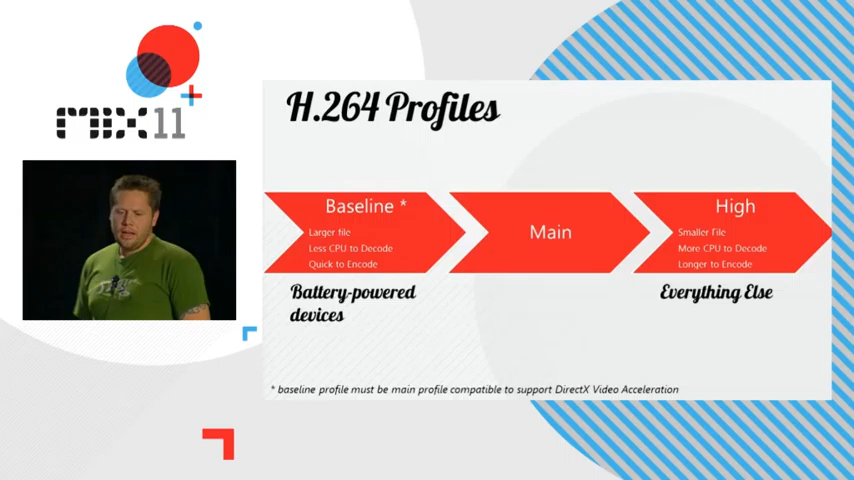 mix11
H.264 Profiles
Baseline *
Larger file
Less CPU to Decode
Quick to Encode
Main
High
Smaller File
More CPU to Decode
Longer to Encode
Battery-powered
devices
Everything Else
* baseline profile must be main profile compatible to support DirectX Video Acceleration